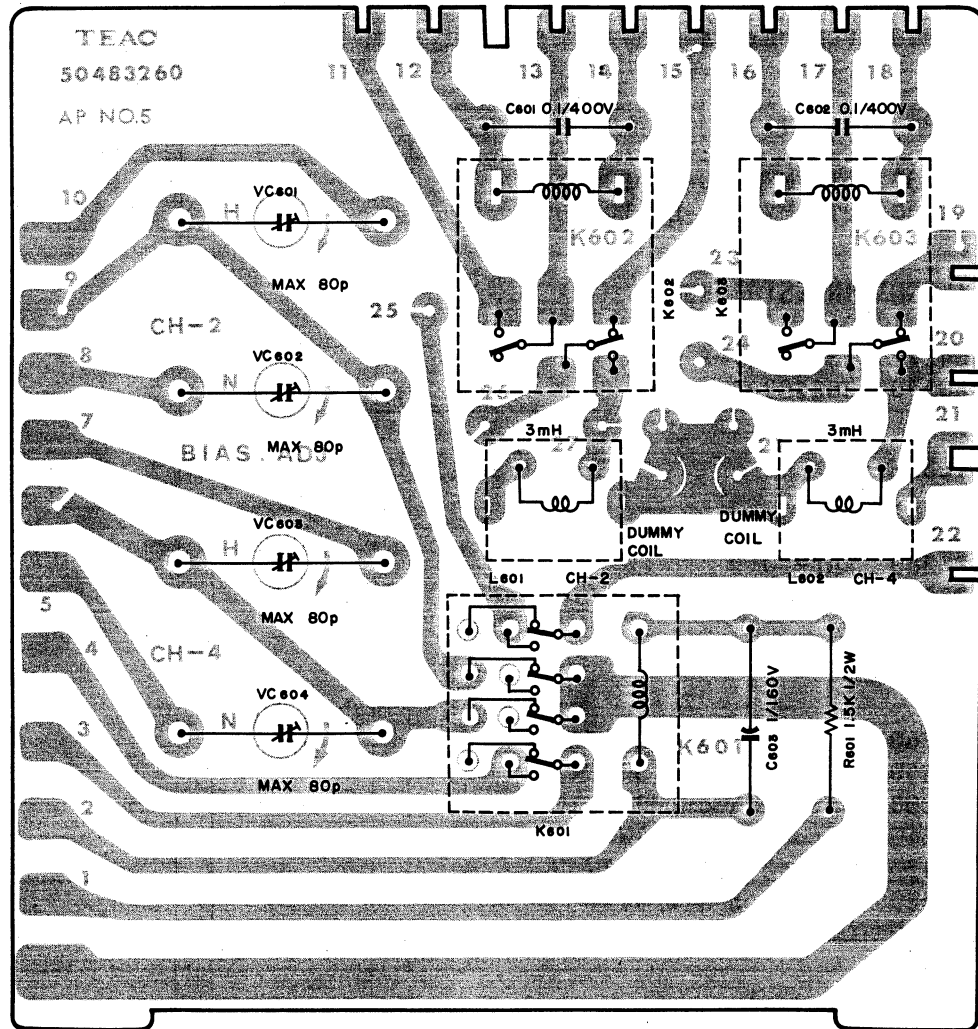 TEAC
50483260
AP NO.5
11
12
13
14
15
16
17
18
C601 0.1/400V
C602 0.1/400V
10
VC601
H
MAX 80p
K602
K602
K603
K603
19
9
23
25
CH-2
8
VC602
N
MAX 80p
24
20
26
7
BIAS. ADJ
3mH
27
2
3mH
21
VC603
H
MAX 80p
DUMMY
COIL
DUMMY
COIL
22
L601 CH-2
L602 CH-4
5
4
CH-4
VC604
N
MAX 80p
3
K601
K601
C603 1/160V
R601 1.5K 1/2W
2
1